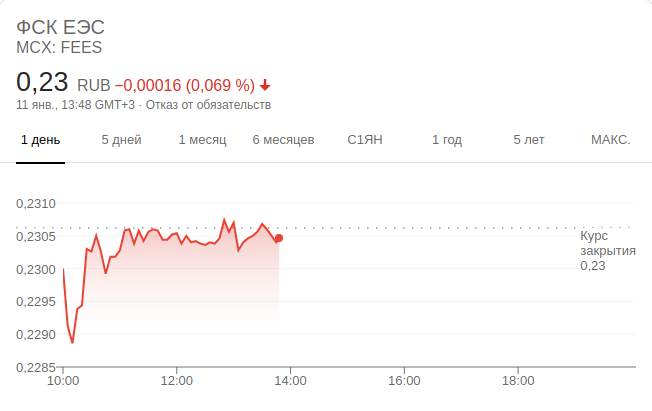 ФСК ЕЭС
MCX: FEES
0,23 RUB −0,00016 (0,069 %)
11 янв., 13:48 GMT+3 · Отказ от обязательств
1 день 5 дней 1 месяц 6 месяцев С1ЯН 1 год 5 лет МАКС.
0,2310
0,2305
0,2300
0,2295
0,2290
0,2285
Курс
закрытия
0,23
10:00 12:00 14:00 16:00 18:00